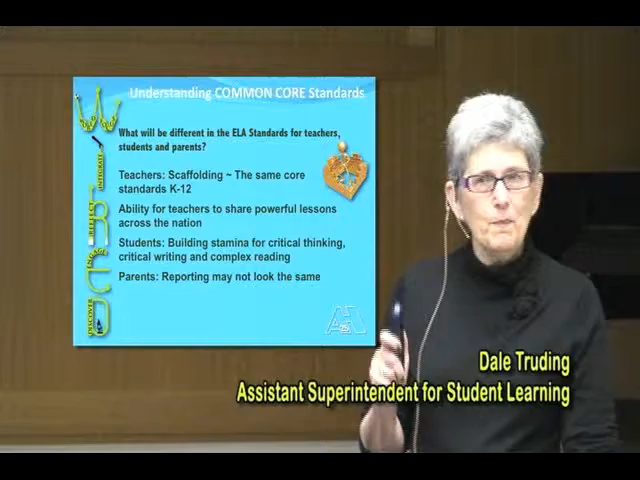 Understanding COMMON CORE Standards
What will be different in the ELA Standards for teachers,
students and parents?
Teachers: Scaffolding ~ The same core
standards K-12
Ability for teachers to share powerful lessons
across the nation
Students: Building stamina for critical thinking,
critical writing and complex reading
Parents: Reporting may not look the same
INTEGRATE
REFLECT
DISCOVER
Dale Truding
Assistant Superintendent for Student Learning